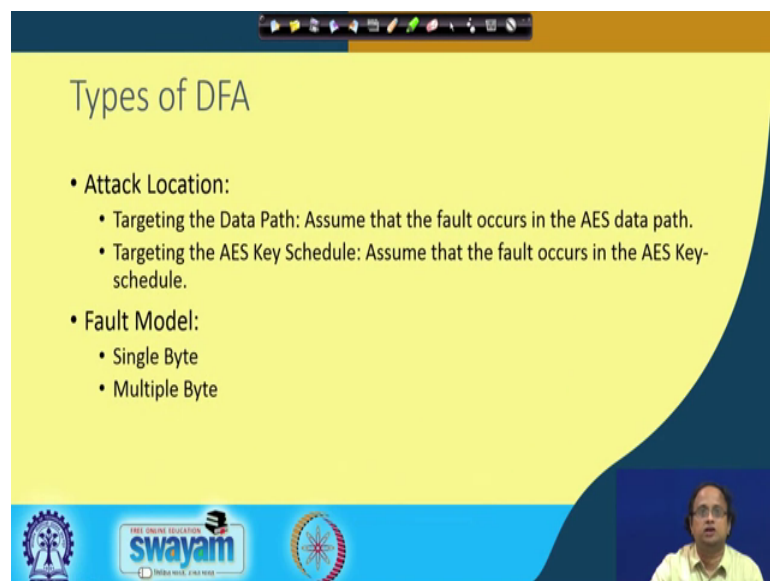 Types of DFA
• Attack Location:
• Targeting the Data Path: Assume that the fault occurs in the AES data path.
• Targeting the AES Key Schedule: Assume that the fault occurs in the AES Key-
schedule.
• Fault Model:
• Single Byte
• Multiple Byte
FREE ONLINE EDUCATION
swayam